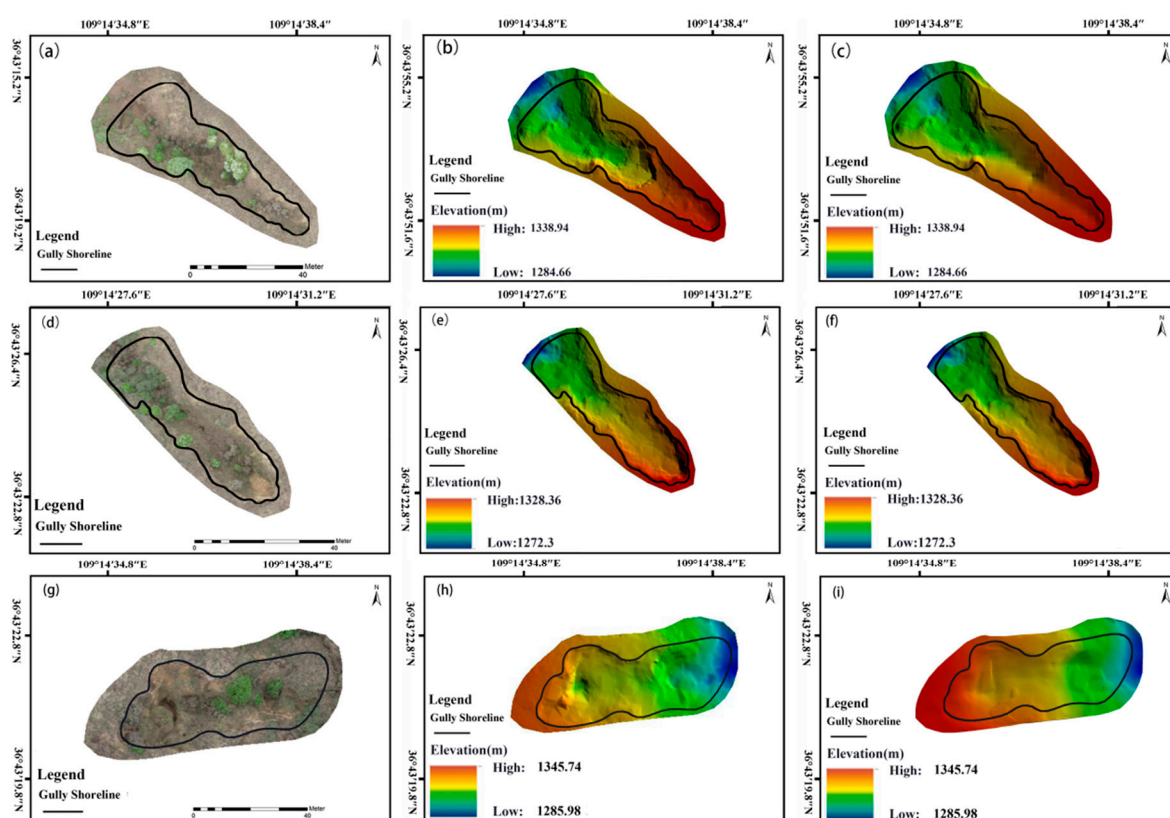 109°14′34.8″E 109°14′38.4″
109°14′34.8″ 109°14′38.4″
109°14′34.8″ 109°14′38.4″
36°43′15.2″N
36°43′19.2″N
(a)
N
Legend
Gully Shoreline
0 40 Meter
36°43′55.2″N
36°43′51.6″N
(b)
N
Legend
Gully Shoreline
Elevation(m)
High: 1338.94
Low: 1284.66
36°43′55.2″N
36°43′51.6″N
(c)
N
Legend
Gully Shoreline
Elevation(m)
High: 1338.94
Low: 1284.66
109°14′27.6″E 109°14′31.2″
109°14′27.6″ 109°14′31.2″
109°14′27.6″ 109°14′31.2″
36°43′26.4″N
36°43′22.8″N
(d)
N
Legend
Gully Shoreline
0 40 Meter
36°43′26.4″N
36°43′22.8″N
(e)
N
Legend
Gully Shoreline
Elevation(m)
High:1328.36
Low:1272.3
36°43′26.4″N
36°43′22.8″N
(f)
N
Legend
Gully Shoreline
Elevation(m)
High:1328.36
Low:1272.3
109°14′34.8″E 109°14′38.4″
109°14′34.8″ 109°14′38.4″
109°14′34.8″ 109°14′38.4″
36°43′22.8″N
36°43′19.8″N
(g)
N
Legend
Gully Shoreline
0 40 Meter
36°43′22.8″N
36°43′19.8″N
(h)
N
Legend
Gully Shoreline
Elevation(m)
High: 1345.74
Low: 1285.98
36°43′22.8″N
36°43′19.8″N
(i)
N
Legend
Gully Shoreline
Elevation(m)
High: 1345.74
Low: 1285.98